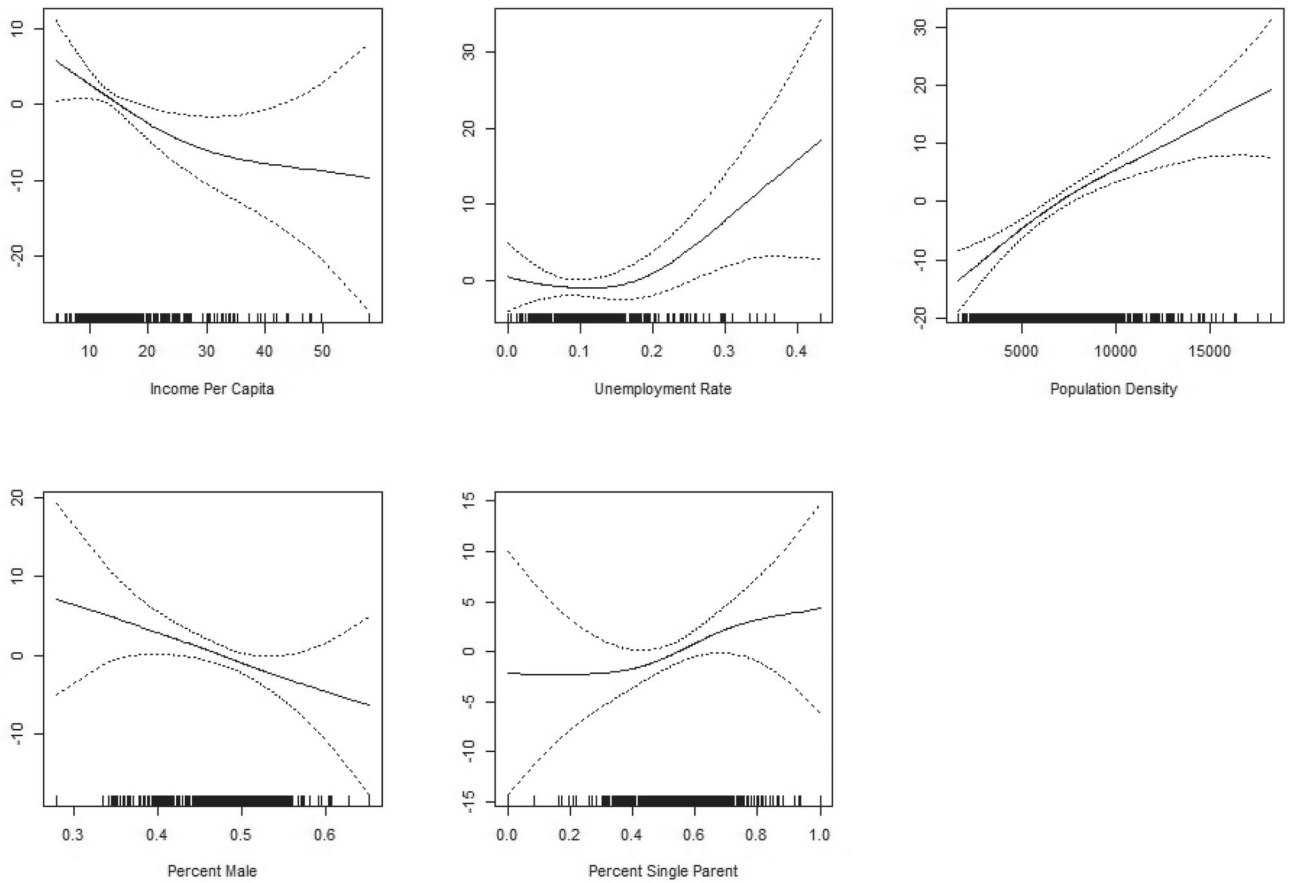 10
0
-10
-20
10 20 30 40 50
Income Per Capita
30
20
10
0
0.0 0.1 0.2 0.3 0.4
Unemployment Rate
30
20
10
0
-10
-20
5000 10000 15000
Population Density
20
10
0
-10
0.3 0.4 0.5 0.6
Percent Male
15
10
5
0
-5
-10
-15
0.0 0.2 0.4 0.6 0.8 1.0
Percent Single Parent